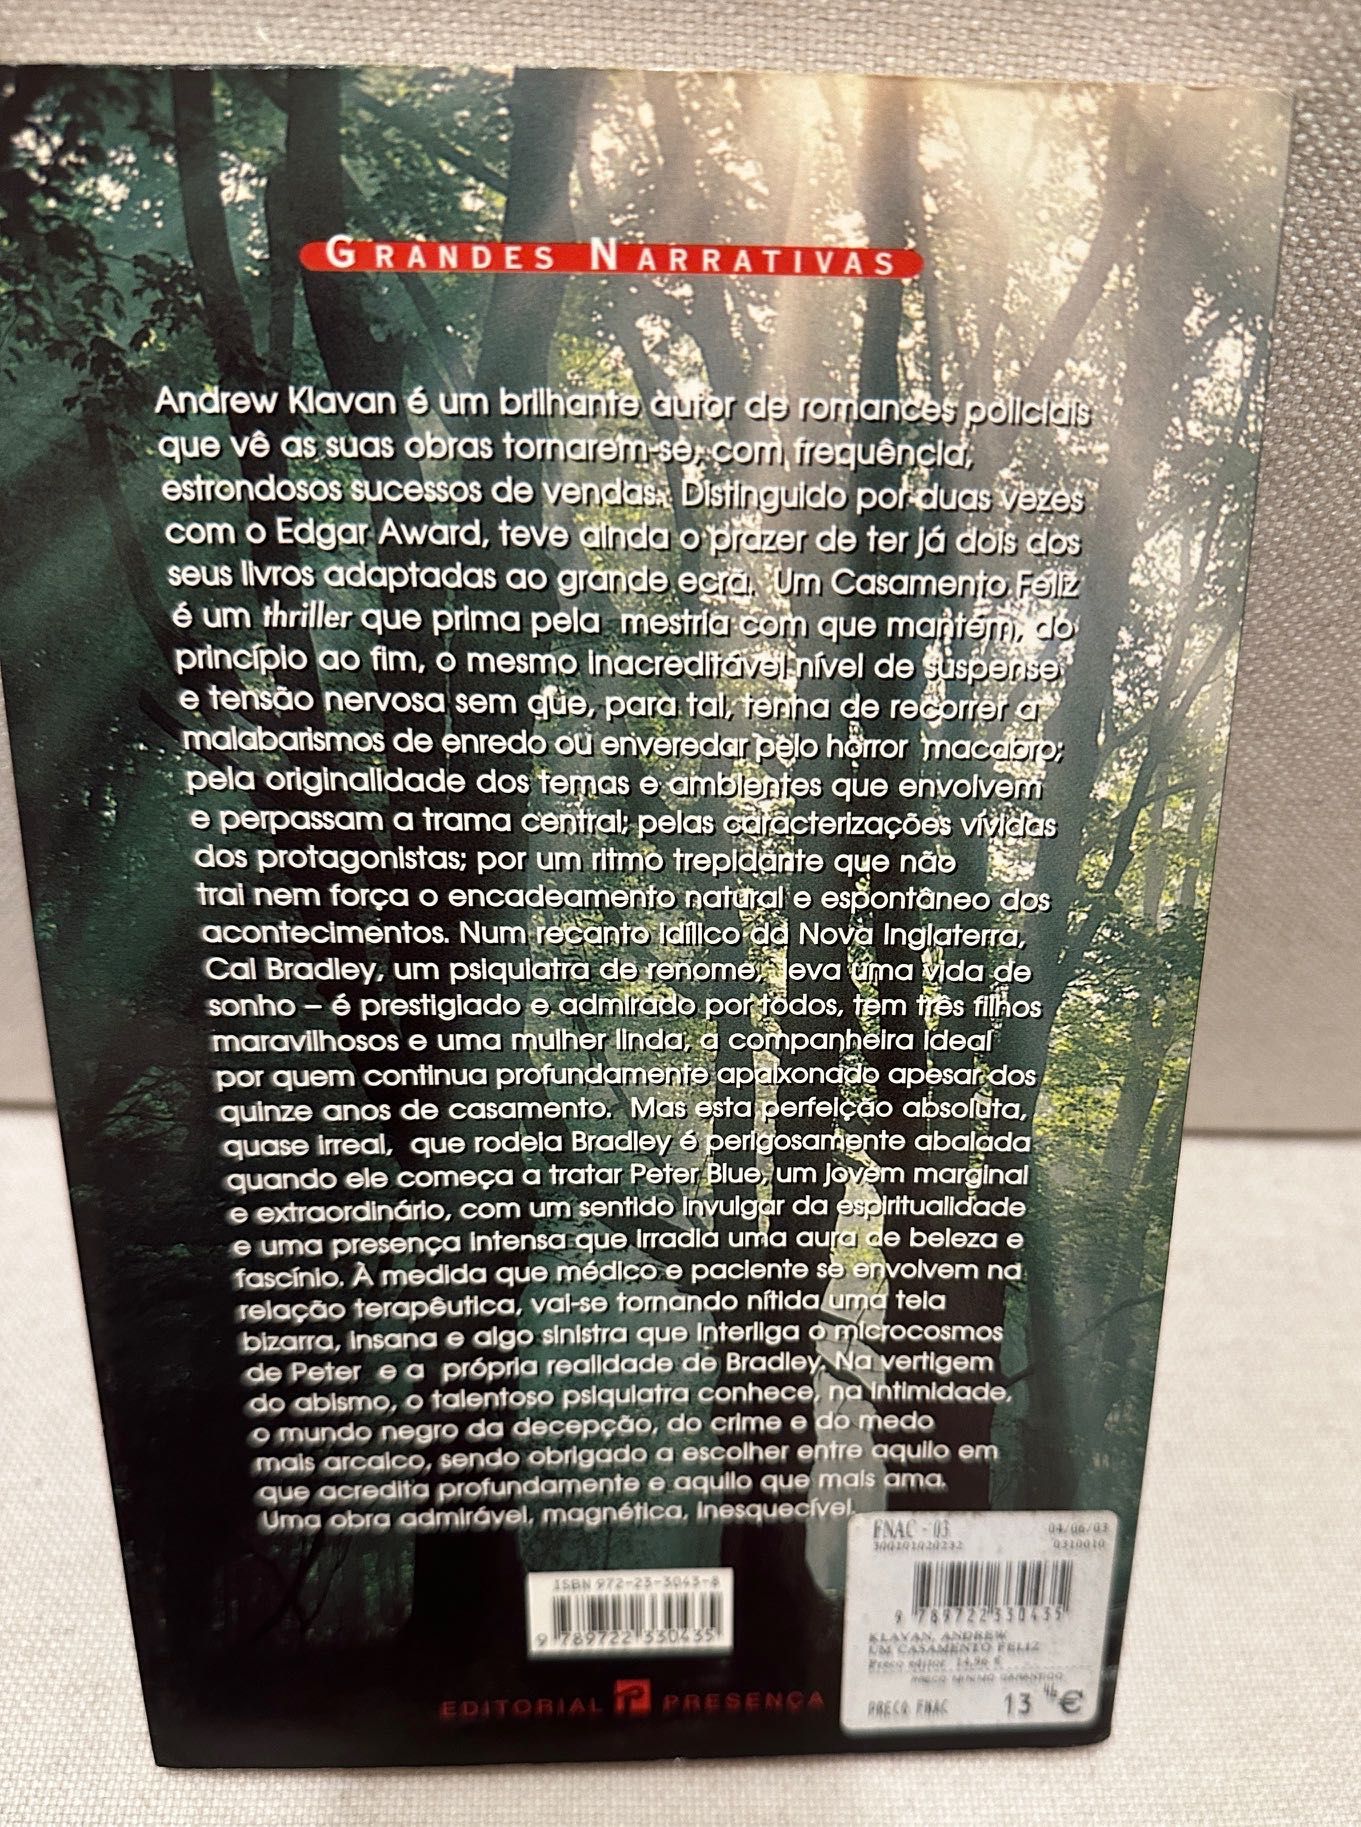 GRANDES NARRATIVAS
Andrew Klavan é um brilhante autor de romances policiais
que vê as suas obras tornarem-se, com frequência,
estrondosos sucessos de vendas. Distinguido por duas vezes
com o Edgar Award, teve ainda o prazer de ter já dois dos
seus livros adaptadas ao grande ecrã. Um Casamento Feliz
é um thriller que prima pela mestria com que mantém, do
princípio ao fim, o mesmo inacreditável nível de suspense
e tensão nervosa sem que, para tal, tenha de recorrer a
malabarismos de enredo ou enveredar pelo horror macabro;
pela originalidade dos temas e ambientes que envolvem
e perpassam a trama central; pelas caracterizações vívidas
dos protagonistas; por um ritmo trepidante que não
trai nem força o encadeamento natural e espontâneo dos
acontecimentos. Num recanto idílico da Nova Inglaterra,
Cal Bradley, um psiquiatra de renome, leva uma vida de
sonho – é prestigiado e admirado por todos, tem três filhos
maravilhosos e uma mulher linda, a companheira ideal
por quem continua profundamente apaixonado apesar dos
quinze anos de casamento. Mas esta perfeição absoluta,
quase irreal, que rodeia Bradley é perigosamente abalada
quando ele começa a tratar Peter Blue, um jovem marginal
e extraordinário, com um sentido invulgar da espiritualidade
e uma presença intensa que irradia uma aura de beleza e
fascínio. À medida que médico e paciente se envolvem na
relação terapêutica, vai-se tornando nítida uma teia
bizarra, insana e algo sinistra que interliga o microcosmos
de Peter e a própria realidade de Bradley. Na vertigem
do abismo, o talentoso psiquiatra conhece, na intimidade,
o mundo negro da decepção, do crime e do medo
mais arcaico, sendo obrigado a escolher entre aquilo em
que acredita profundamente e aquilo que mais ama.
Uma obra admirável, magnética, inesquecível.
ISBN 972-23-3043-8
9 789722 330435
EDITORIAL PRESENÇA
FNAC - 03 04/06/03
300101020232 0310010
9 789722 330435
KLAVAN, ANDREW
UM CASAMENTO FELIZ
Preço editor 14,96 €
PREÇO FNAC 13 46 €